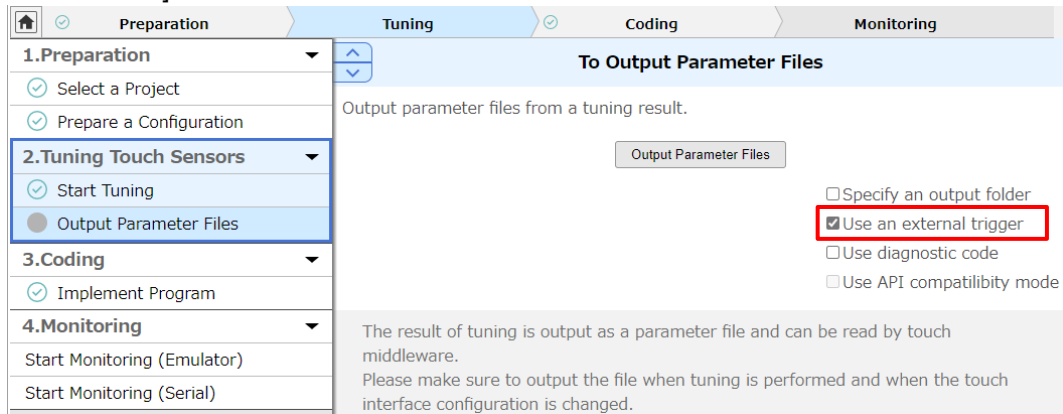 Preparation
Tuning
Coding
Monitoring
1.Preparation
Select a Project
Prepare a Configuration
2.Tuning Touch Sensors
Start Tuning
Output Parameter Files
3.Coding
Implement Program
4.Monitoring
Start Monitoring (Emulator)
Start Monitoring (Serial)
To Output Parameter Files
Output parameter files from a tuning result.
Output Parameter Files
Specify an output folder
Use an external trigger
Use diagnostic code
Use API compatilibity mode
The result of tuning is output as a parameter file and can be read by touch
middleware.
Please make sure to output the file when tuning is performed and when the touch
interface configuration is changed.